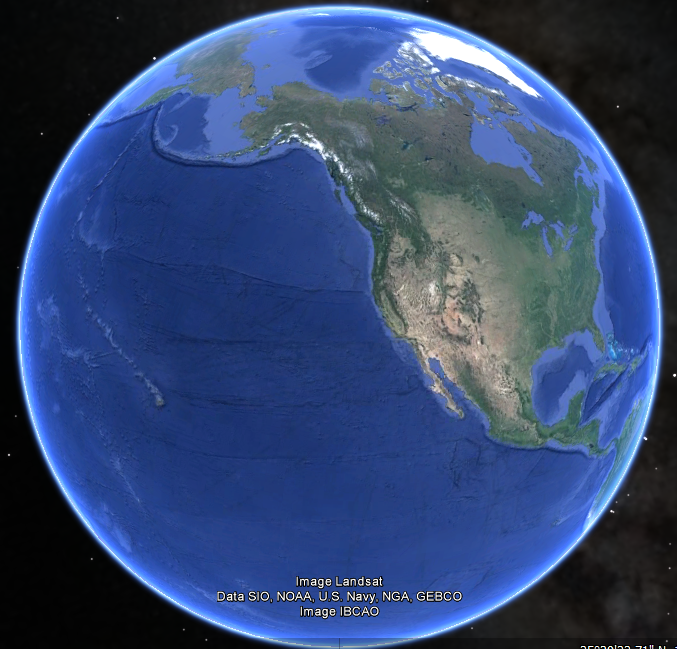 Image Landsat
Data SIO, NOAA, U.S. Navy, NGA, GEBCO
Image IBCAO